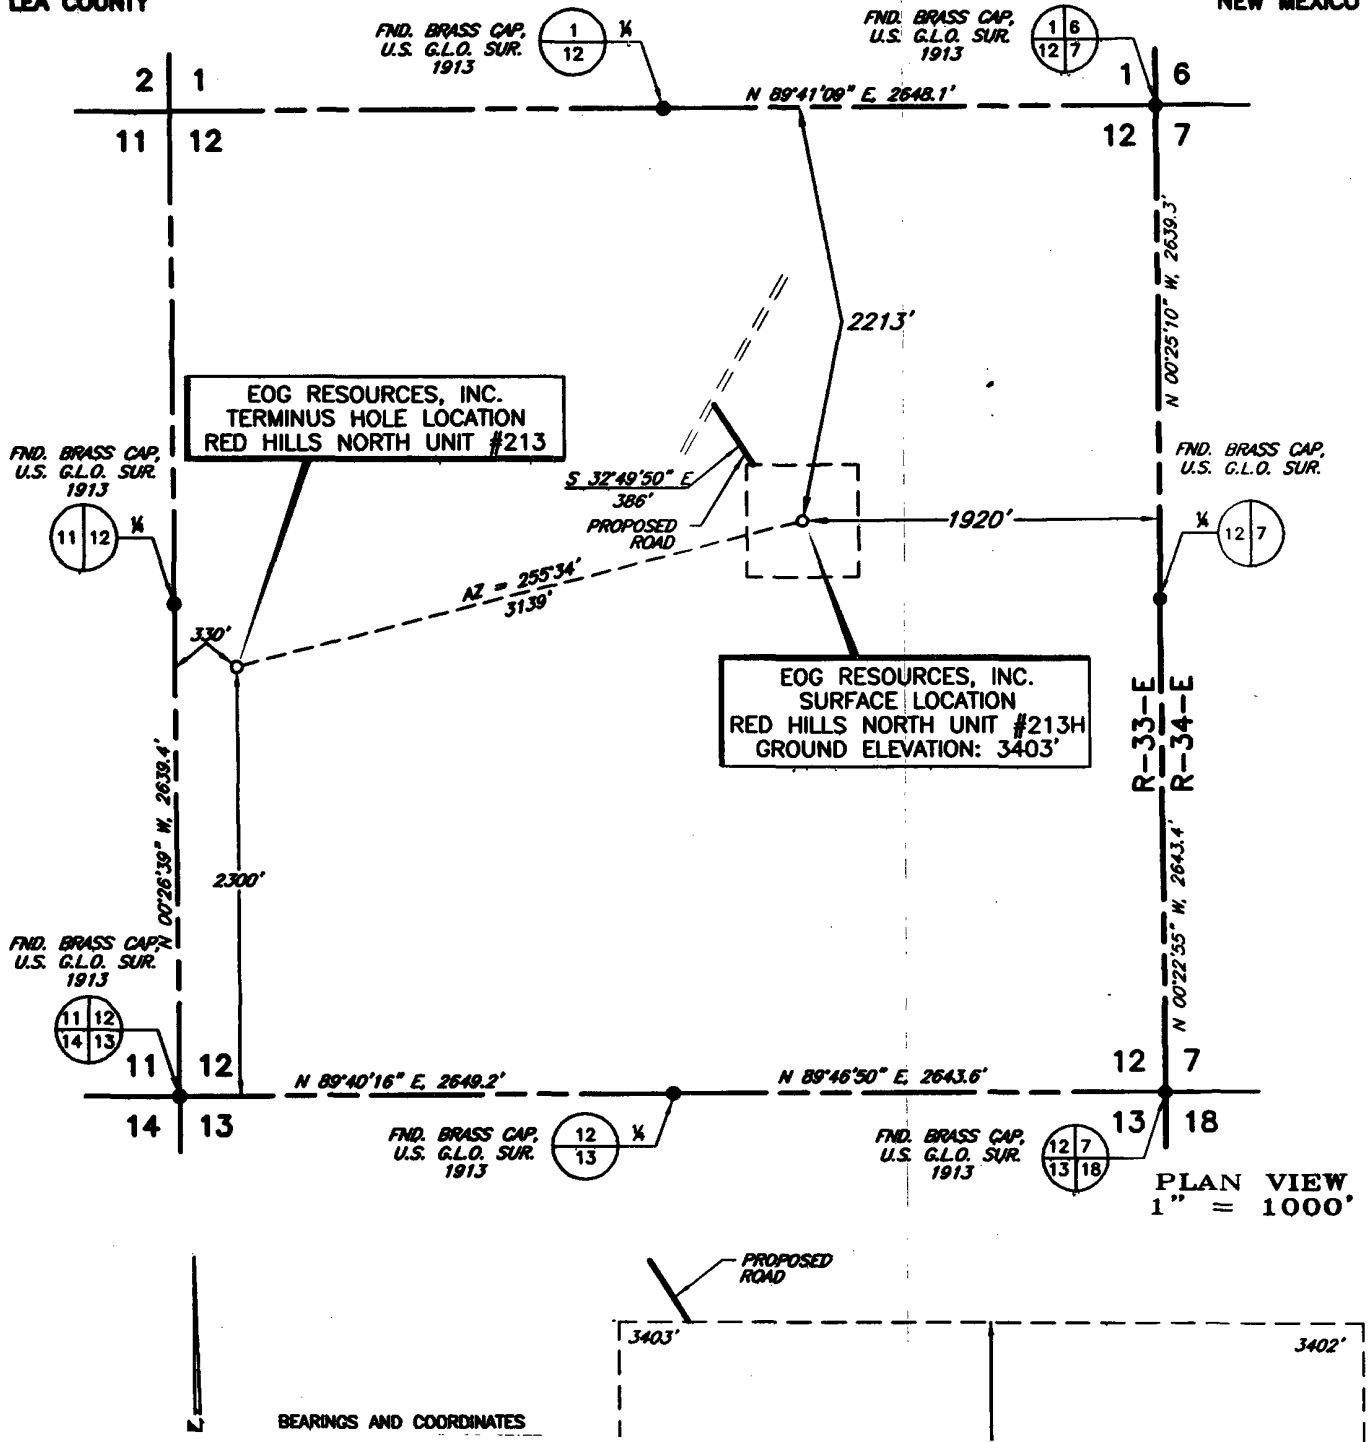 LEA COUNTY
NEW MEXICO
FND. BRASS CAP,
U.S. G.L.O. SUR.
1913
1
12
¼
FND. BRASS CAP,
U.S. G.L.O. SUR.
1913
1 6
12 7
2 1
11 12
N 89°41'09" E, 2648.1'
1 6
12 7
N 00°25'10" W, 2639.3'
2213'
EOG RESOURCES, INC.
TERMINUS HOLE LOCATION
RED HILLS NORTH UNIT #213
FND. BRASS CAP,
U.S. G.L.O. SUR.
1913
11 12
¼
S 32°49'50" E
386'
PROPOSED
ROAD
1920'
FND. BRASS CAP,
U.S. G.L.O. SUR.
¼
12 7
AZ = 255°34'
3139'
330'
EOG RESOURCES, INC.
SURFACE LOCATION
RED HILLS NORTH UNIT #213H
GROUND ELEVATION: 3403'
R-33-E
R-34-E
N 00°26'39" W, 2639.4'
2300'
N 00°22'55" W, 2643.4'
FND. BRASS CAP,
U.S. G.L.O. SUR.
1913
11 12
14 13
11 12
14 13
N 89°40'16" E, 2649.2'
N 89°46'50" E, 2643.6'
12 7
13 18
FND. BRASS CAP,
U.S. G.L.O. SUR.
1913
12
13
¼
FND. BRASS CAP,
U.S. G.L.O. SUR.
1913
12 7
13 18
PLAN VIEW
1" = 1000'
PROPOSED
ROAD
3403'
3402'
BEARINGS AND COORDINATES